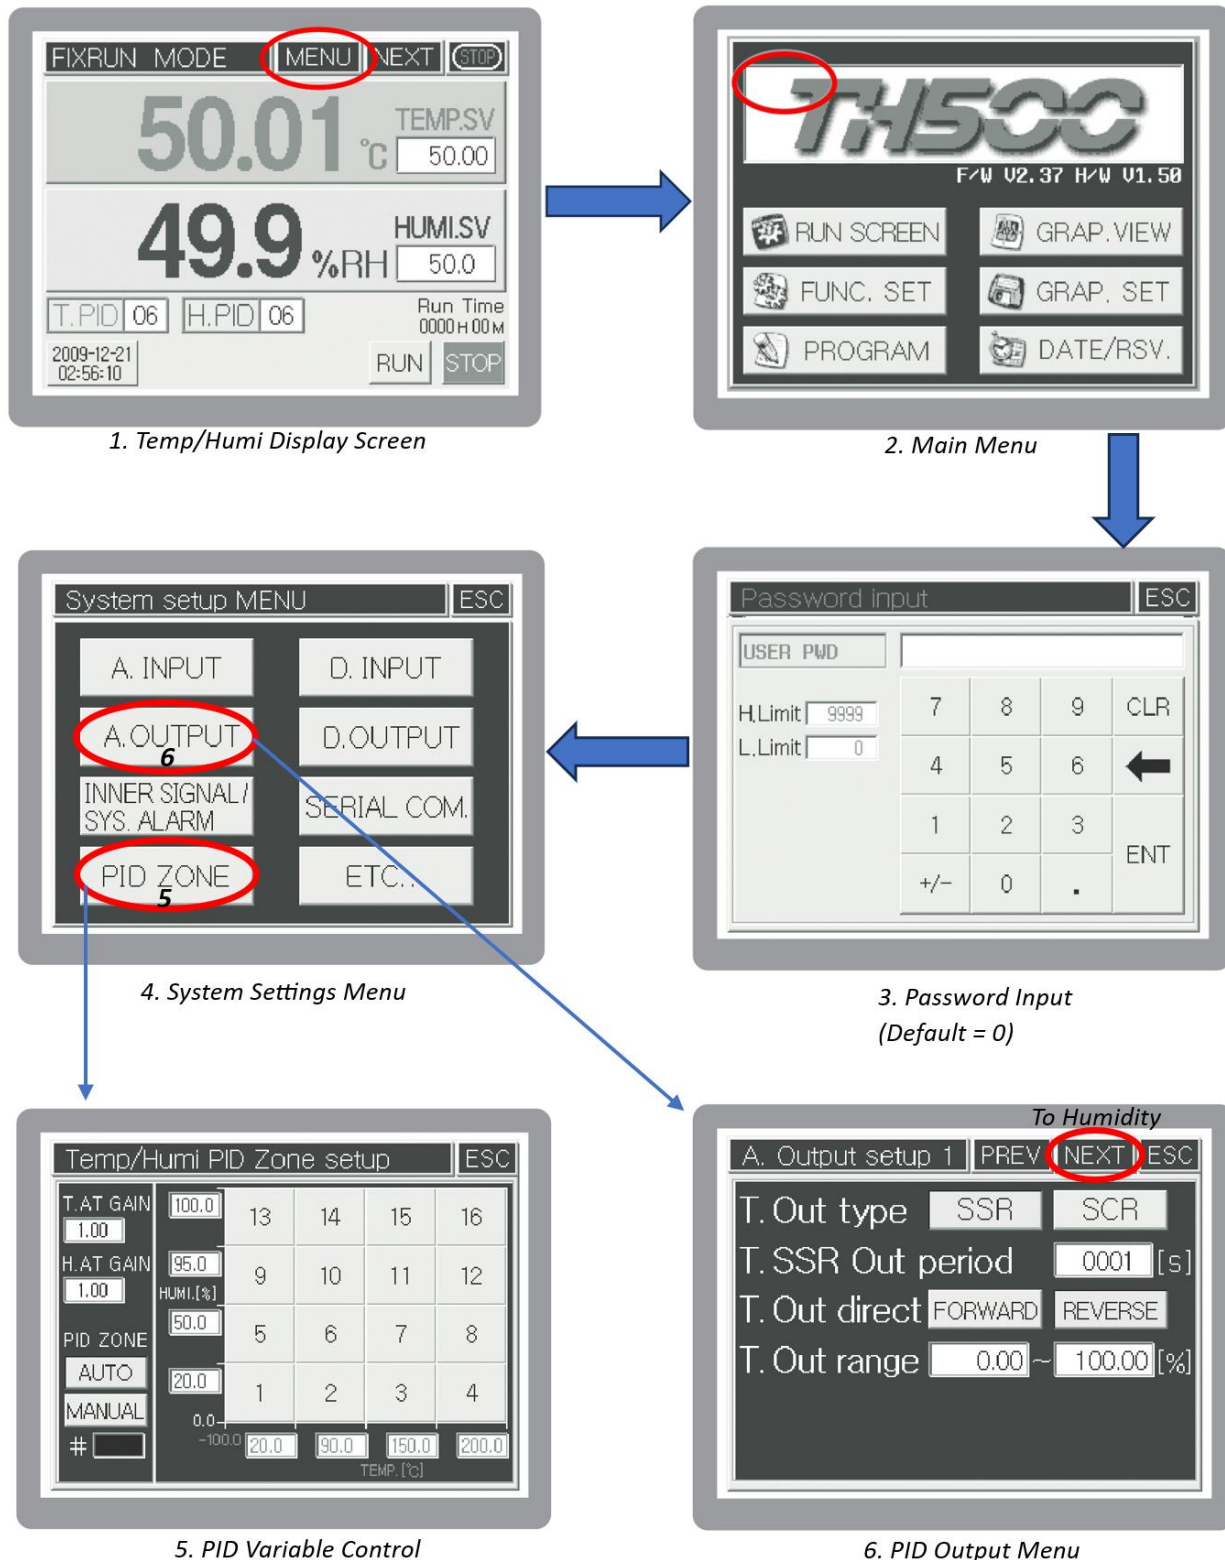 FIXRUN MODE MENU NEXT STOP
50.01 °C TEMP.SV
50.00
49.9 %RH HUMI.SV
50.0
T.PID 06 H.PID 06 Run Time
0000 H 00 M
2009-12-21
02:56:10
RUN STOP
1. Temp/Humi Display Screen
TH500
F/W V2.37 H/W V1.50
RUN SCREEN GRAP.VIEW
FUNC. SET GRAP. SET
PROGRAM DATE/RSV.
2. Main Menu
System setup MENU ESC
A. INPUT D. INPUT
A.OUTPUT D.OUTPUT
6
INNER SIGNAL/
SYS. ALARM
SERIAL COM.
PID ZONE ETC..
5
4. System Settings Menu
Password input ESC
USER PWD
H.Limit 9999
L.Limit 0
7 8 9 CLR
4 5 6
1 2 3
ENT
+/- 0 .
3. Password Input
(Default = 0)
Temp/Humi PID Zone setup ESC
T.AT GAIN
1.00
H.AT GAIN
1.00
PID ZONE
AUTO
MANUAL
#
100.0 13 14 15 16
95.0 9 10 11 12
HUMI.[%]
50.0 5 6 7 8
20.0 1 2 3 4
0.0
-100.0 20.0 90.0 150.0 200.0
TEMP.[°C]
5. PID Variable Control
To Humidity
A. Output setup 1 PREV NEXT ESC
T. Out type SSR SCR
T. SSR Out period 0001 [s]
T. Out direct FORWARD REVERSE
T. Out range 0.00 ~ 100.00 [%]
6. PID Output Menu